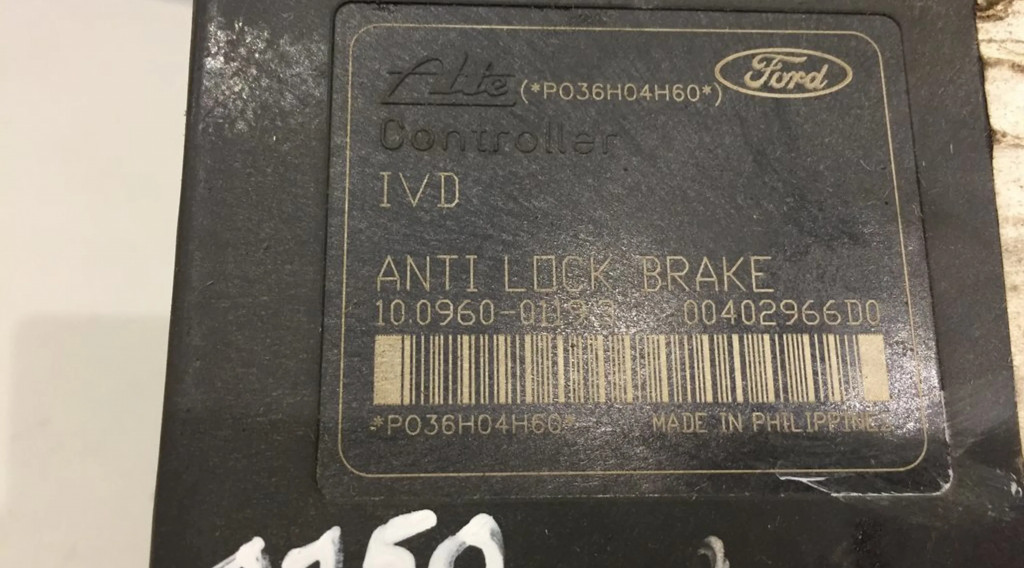 Ate (*P036H04H60*) Ford
Controller
IVD
ANTI LOCK BRAKE
00402966D0
*P036H04H60* MADE IN PHILIPPINES